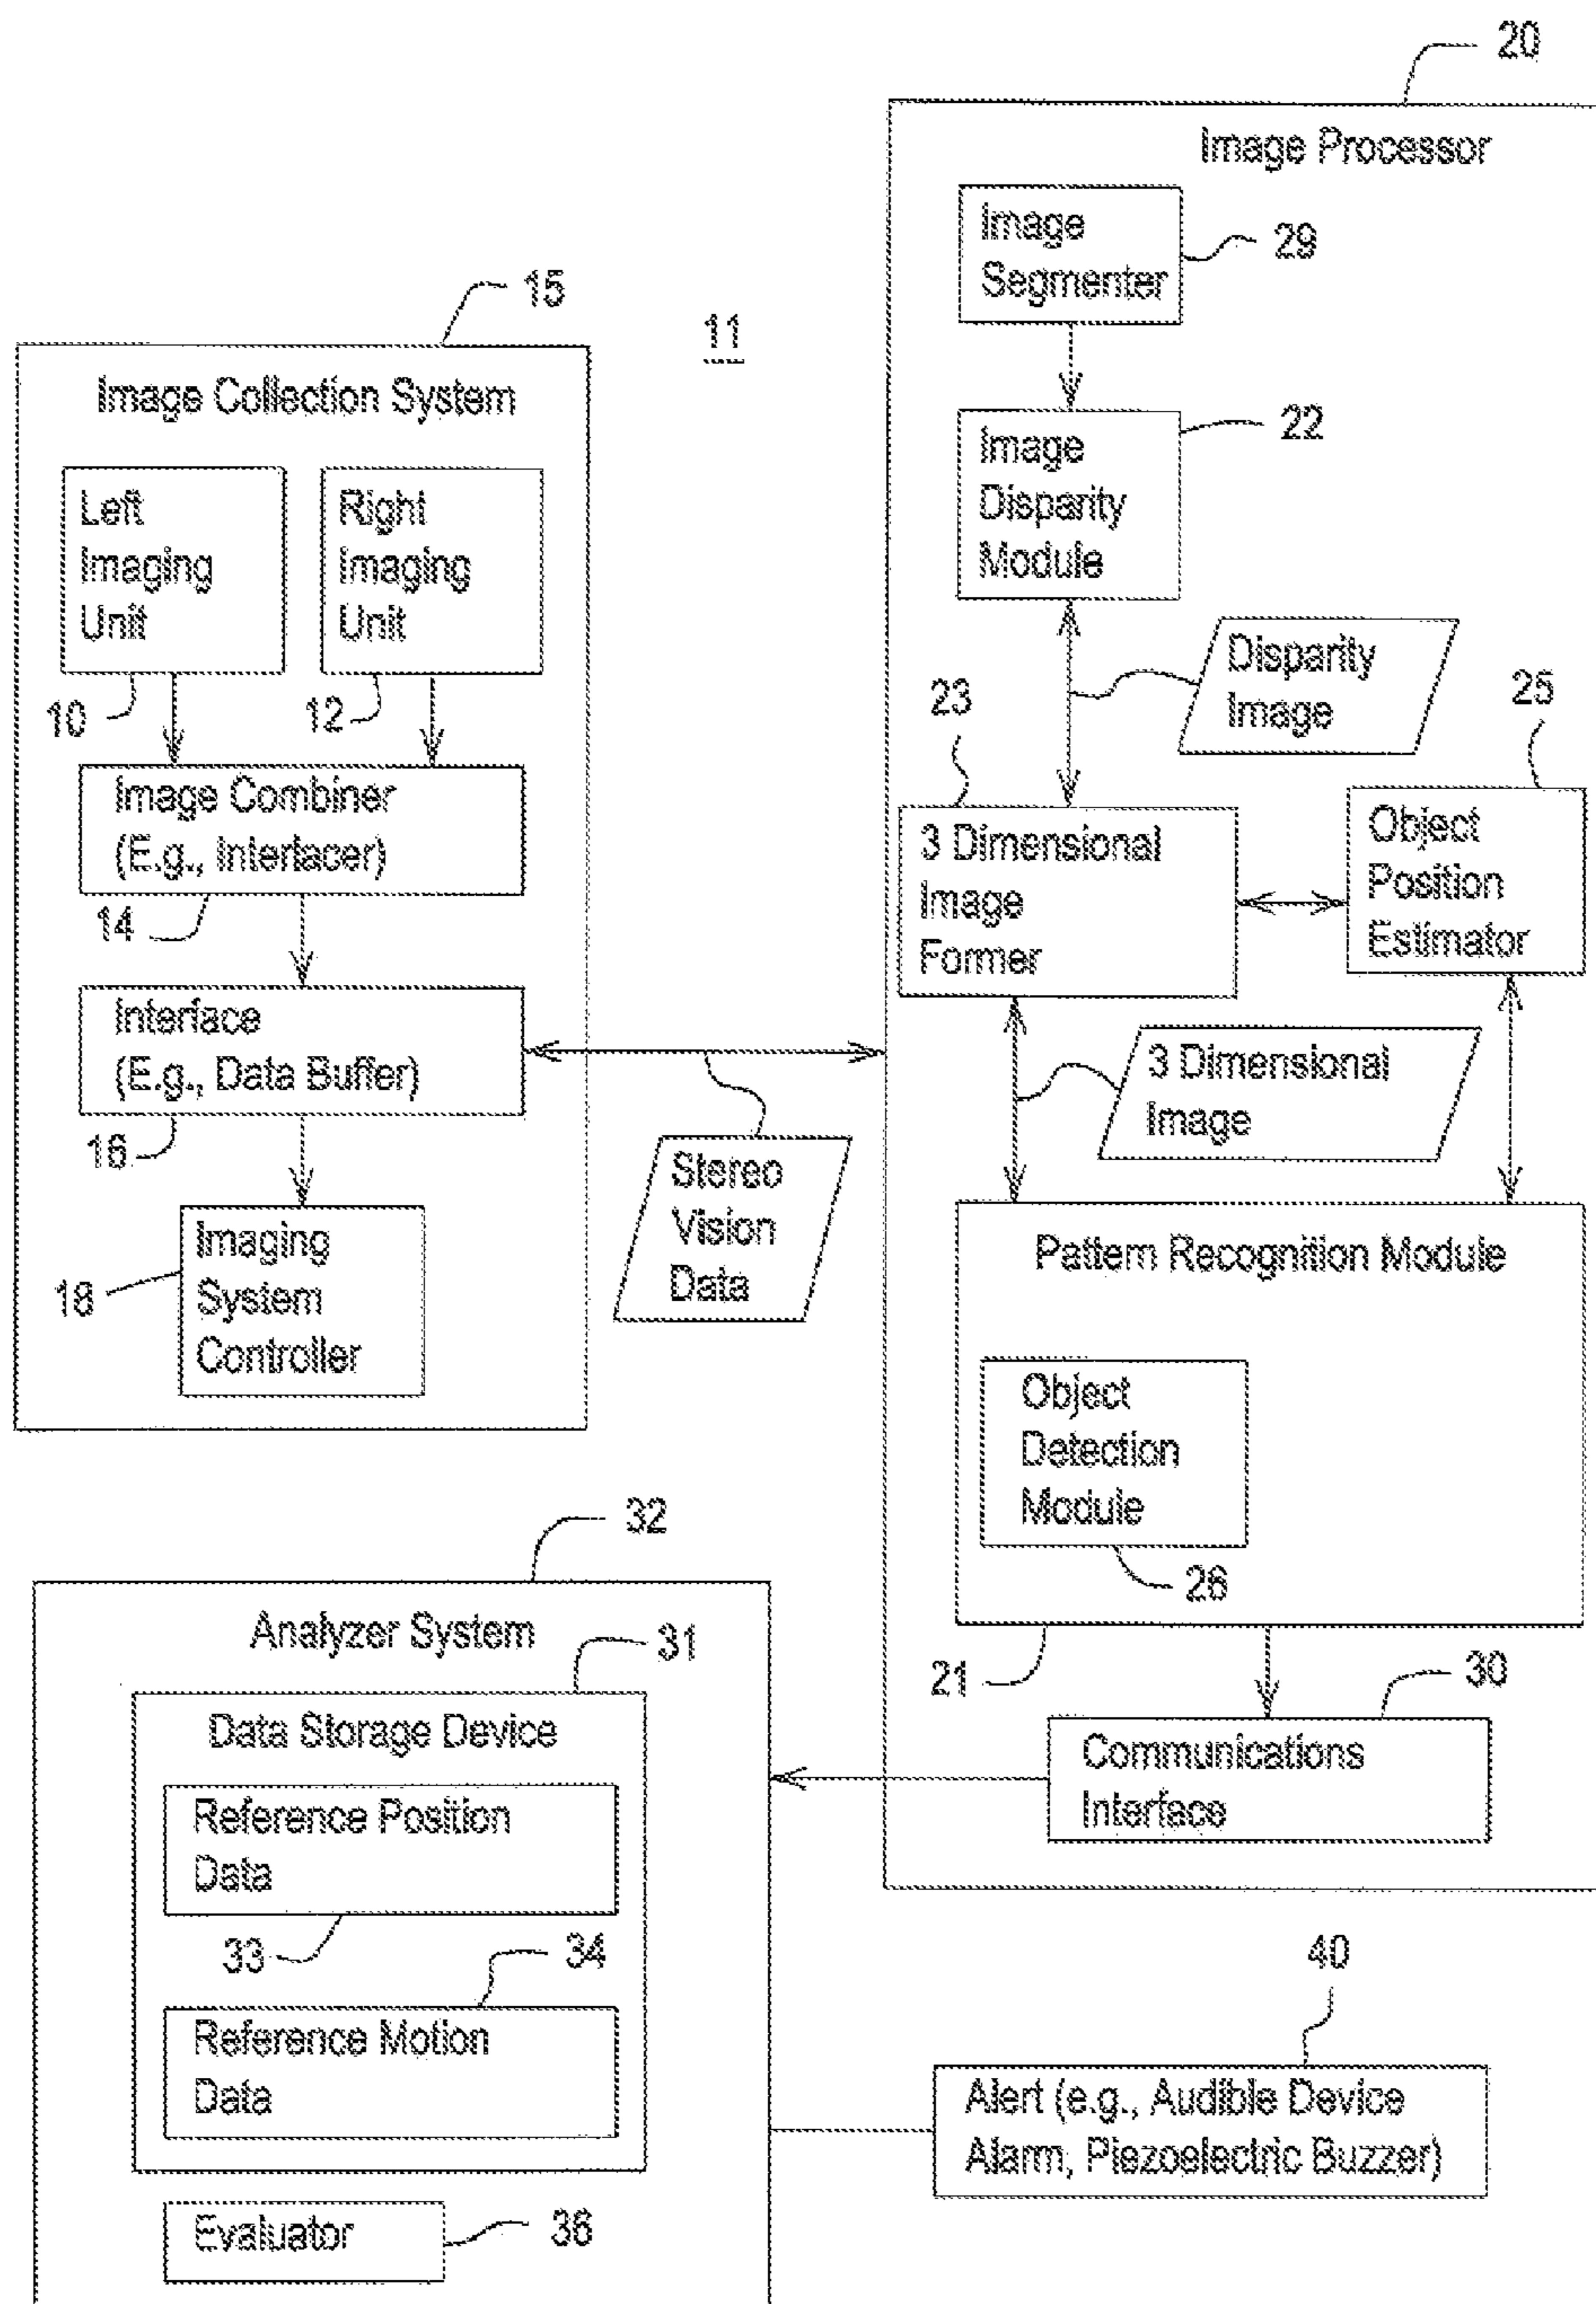 20
Image Processor
Image
Segmenter
29
15
11
Image Collection System
Image
Disparity
Module
22
Left
Imaging
Unit
Right
Imaging
Unit
10
12
Disparity
Image
23
25
Image Combiner
(E.g., Interlacer)
14
3 Dimensional
Image
Former
Object
Position
Estimator
Interface
(E.g., Data Buffer)
16
3 Dimensional
Image
Stereo
Vision
Data
Imaging
System
Controller
18
Pattern Recognition Module
Object
Detection
Module
26
21
30
Communications
Interface
32
Analyzer System
31
Data Storage Device
Reference Position
Data
33
34
Reference Motion
Data
40
Alert (e.g., Audible Device
Alarm, Piezoelectric Buzzer)
Evaluator
36